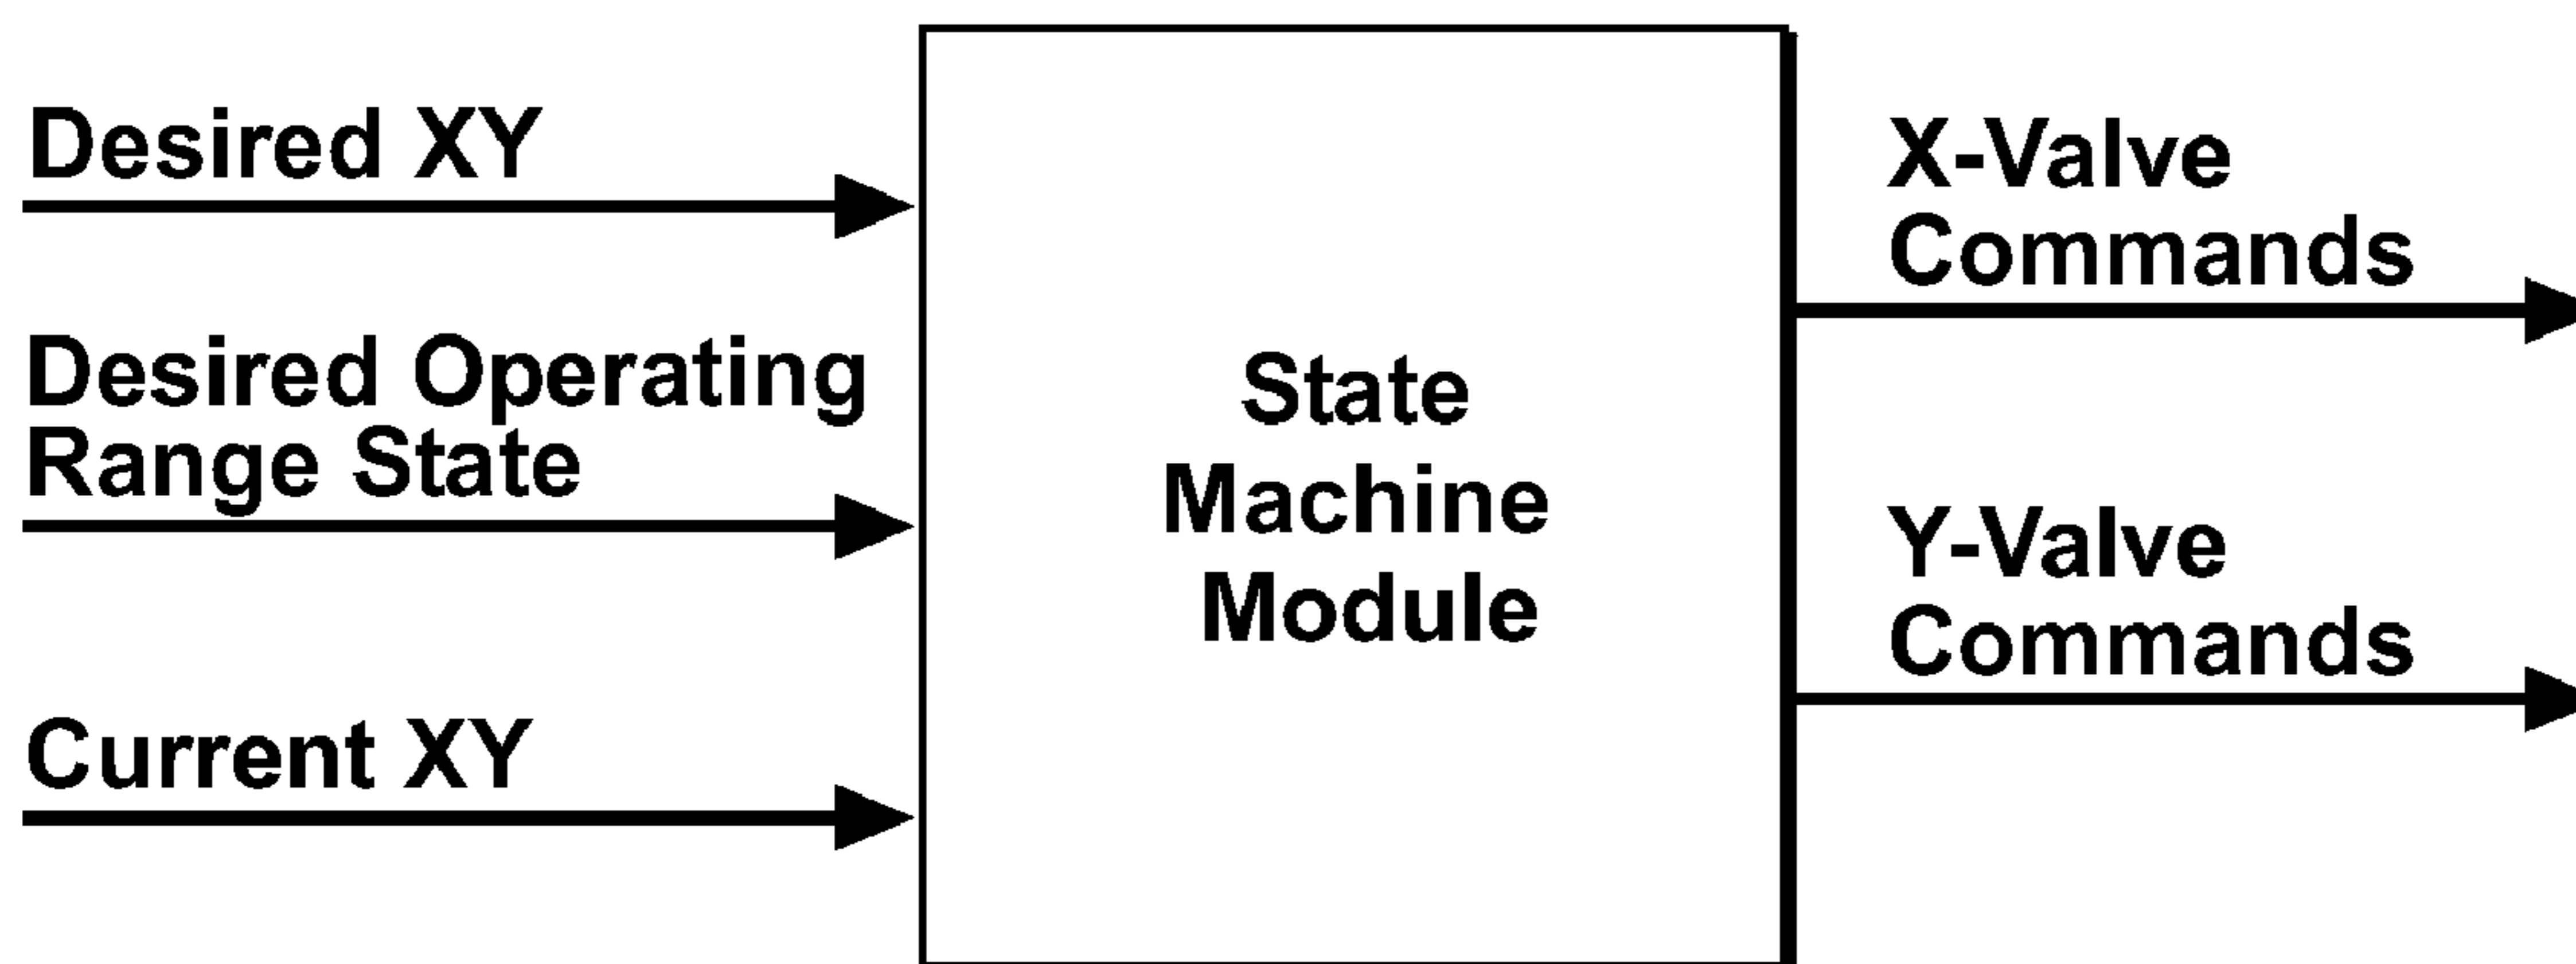 Desired XY
Desired Operating
Range State
Current XY
State
Machine
Module
X-Valve
Commands
Y-Valve
Commands